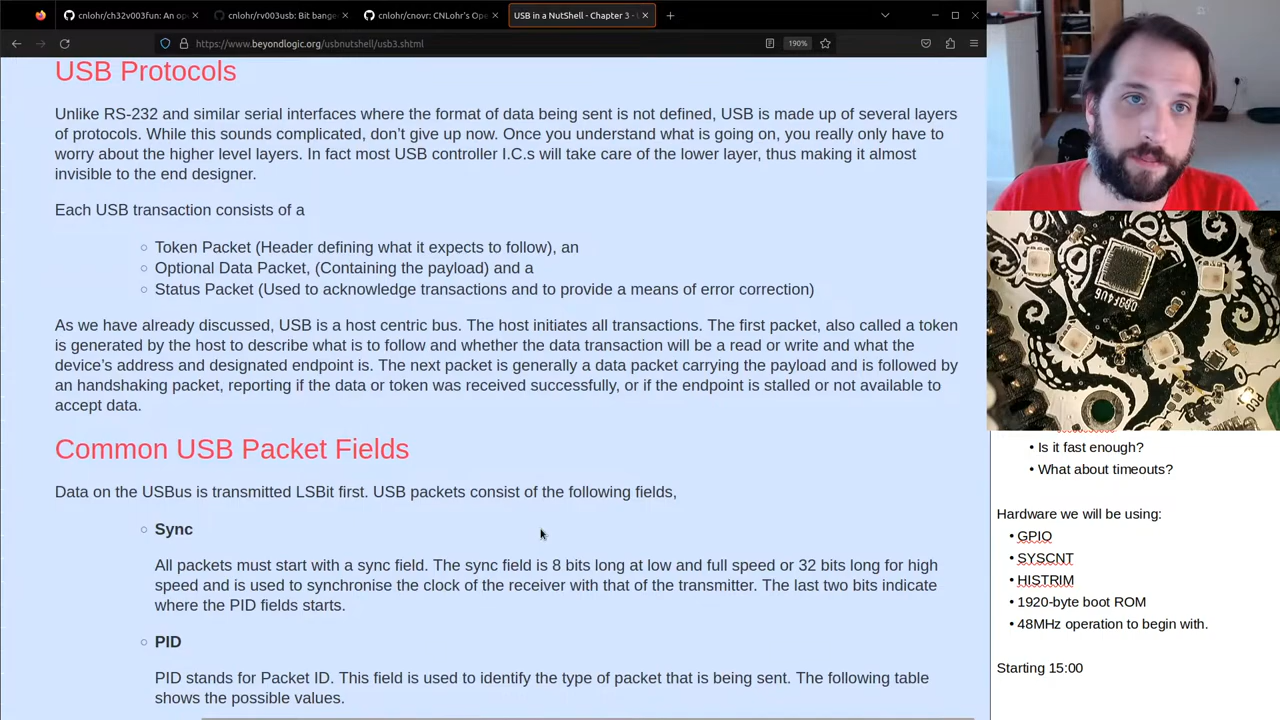 cnlohr/ch32v003fun: An op
cnlohr/rv003usb: Bit bange
cnlohr/cnovr: CNLohr's Ope
USB in a NutShell - Chapter 3 -
https://www.beyondlogic.org/usbnutshell/usb3.shtml
190%
USB Protocols
Unlike RS-232 and similar serial interfaces where the format of data being sent is not defined, USB is made up of several layers
of protocols. While this sounds complicated, don’t give up now. Once you understand what is going on, you really only have to
worry about the higher level layers. In fact most USB controller I.C.s will take care of the lower layer, thus making it almost
invisible to the end designer.
Each USB transaction consists of a
Token Packet (Header defining what it expects to follow), an
Optional Data Packet, (Containing the payload) and a
Status Packet (Used to acknowledge transactions and to provide a means of error correction)
As we have already discussed, USB is a host centric bus. The host initiates all transactions. The first packet, also called a token
is generated by the host to describe what is to follow and whether the data transaction will be a read or write and what the
device’s address and designated endpoint is. The next packet is generally a data packet carrying the payload and is followed by
an handshaking packet, reporting if the data or token was received successfully, or if the endpoint is stalled or not available to
accept data.
Common USB Packet Fields
Data on the USBus is transmitted LSBit first. USB packets consist of the following fields,
Sync
All packets must start with a sync field. The sync field is 8 bits long at low and full speed or 32 bits long for high
speed and is used to synchronise the clock of the receiver with that of the transmitter. The last two bits indicate
where the PID fields starts.
PID
PID stands for Packet ID. This field is used to identify the type of packet that is being sent. The following table
shows the possible values.
• Is it fast enough?
• What about timeouts?
Hardware we will be using:
• GPIO
• SYSCNT
• HISTRIM
• 1920-byte boot ROM
• 48MHz operation to begin with.
Starting 15:00